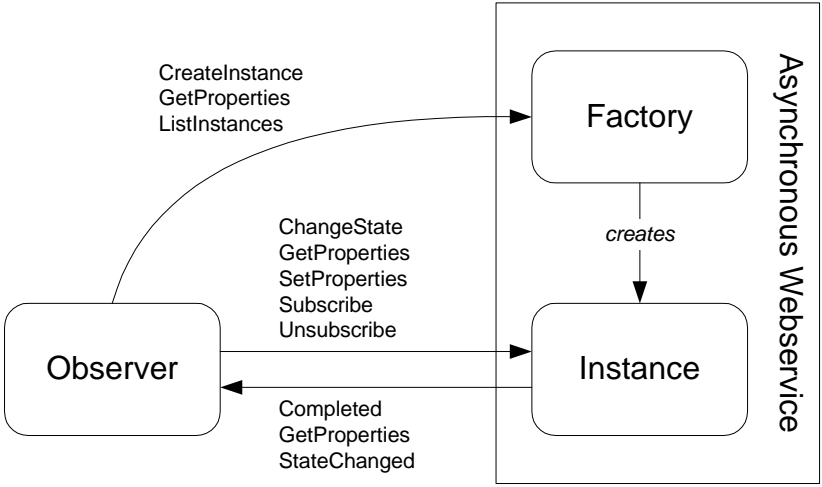 CreateInstance
GetProperties
ListInstances
Factory
Asynchronous Webservice
creates
ChangeState
GetProperties
SetProperties
Subscribe
Unsubscribe
Observer
Instance
Completed
GetProperties
StateChanged